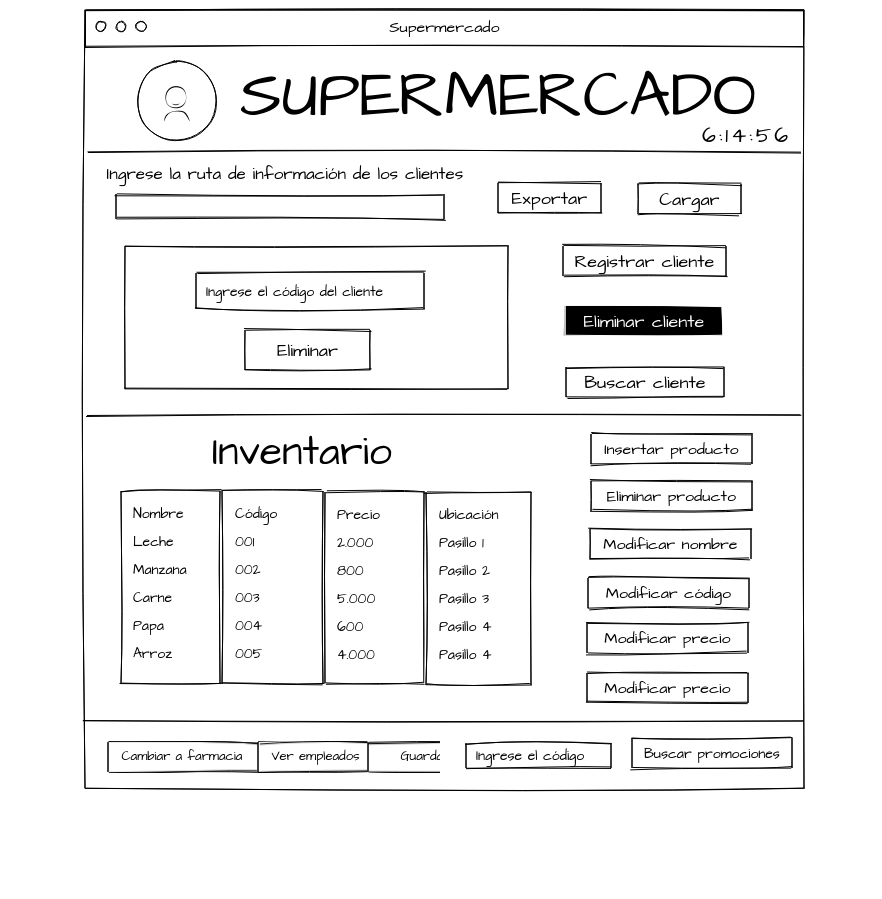 Supermercado
SUPERMERCADO
6:14:56
Ingrese la ruta de información de los clientes
Exportar
Cargar
Ingrese el código del cliente
Eliminar
Registrar cliente
Eliminar cliente
Buscar cliente
Inventario
Nombre Código Precio Ubicación
Leche 001 2.000 Pasillo 1
Manzana 002 800 Pasillo 2
Carne 003 5.000 Pasillo 3
Papa 004 600 Pasillo 4
Arroz 005 4.000 Pasillo 4
Insertar producto
Eliminar producto
Modificar nombre
Modificar código
Modificar precio
Modificar precio
Cambiar a farmacia
Ver empleados
Ingrese el código
Buscar promociones